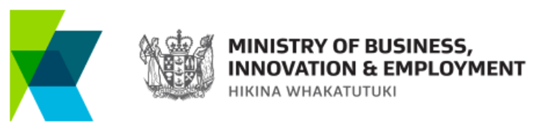 MINISTRY OF BUSINESS,
INNOVATION & EMPLOYMENT
HIKINA WHAKATUTUKI